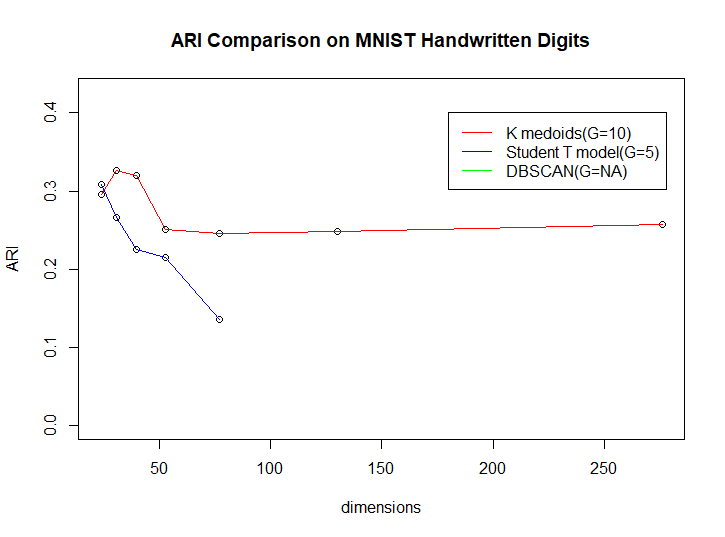 ARI Comparison on MNIST Handwritten Digits
K medoids(G=10)
Student T model(G=5)
DBSCAN(G=NA)
ARI
0.4
0.3
0.2
0.1
0.0
50 100 150 200 250
dimensions